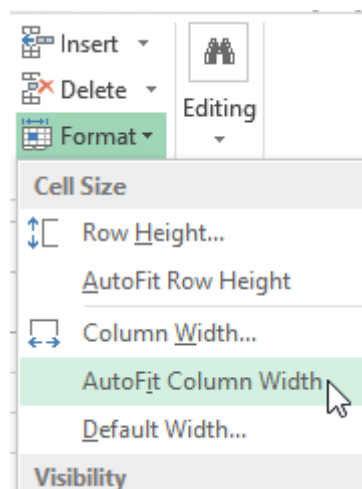 Insert
Delete
Format
Editing
Cell Size
Row Height...
AutoFit Row Height
Column Width...
AutoFit Column Width
Default Width...
Visibility